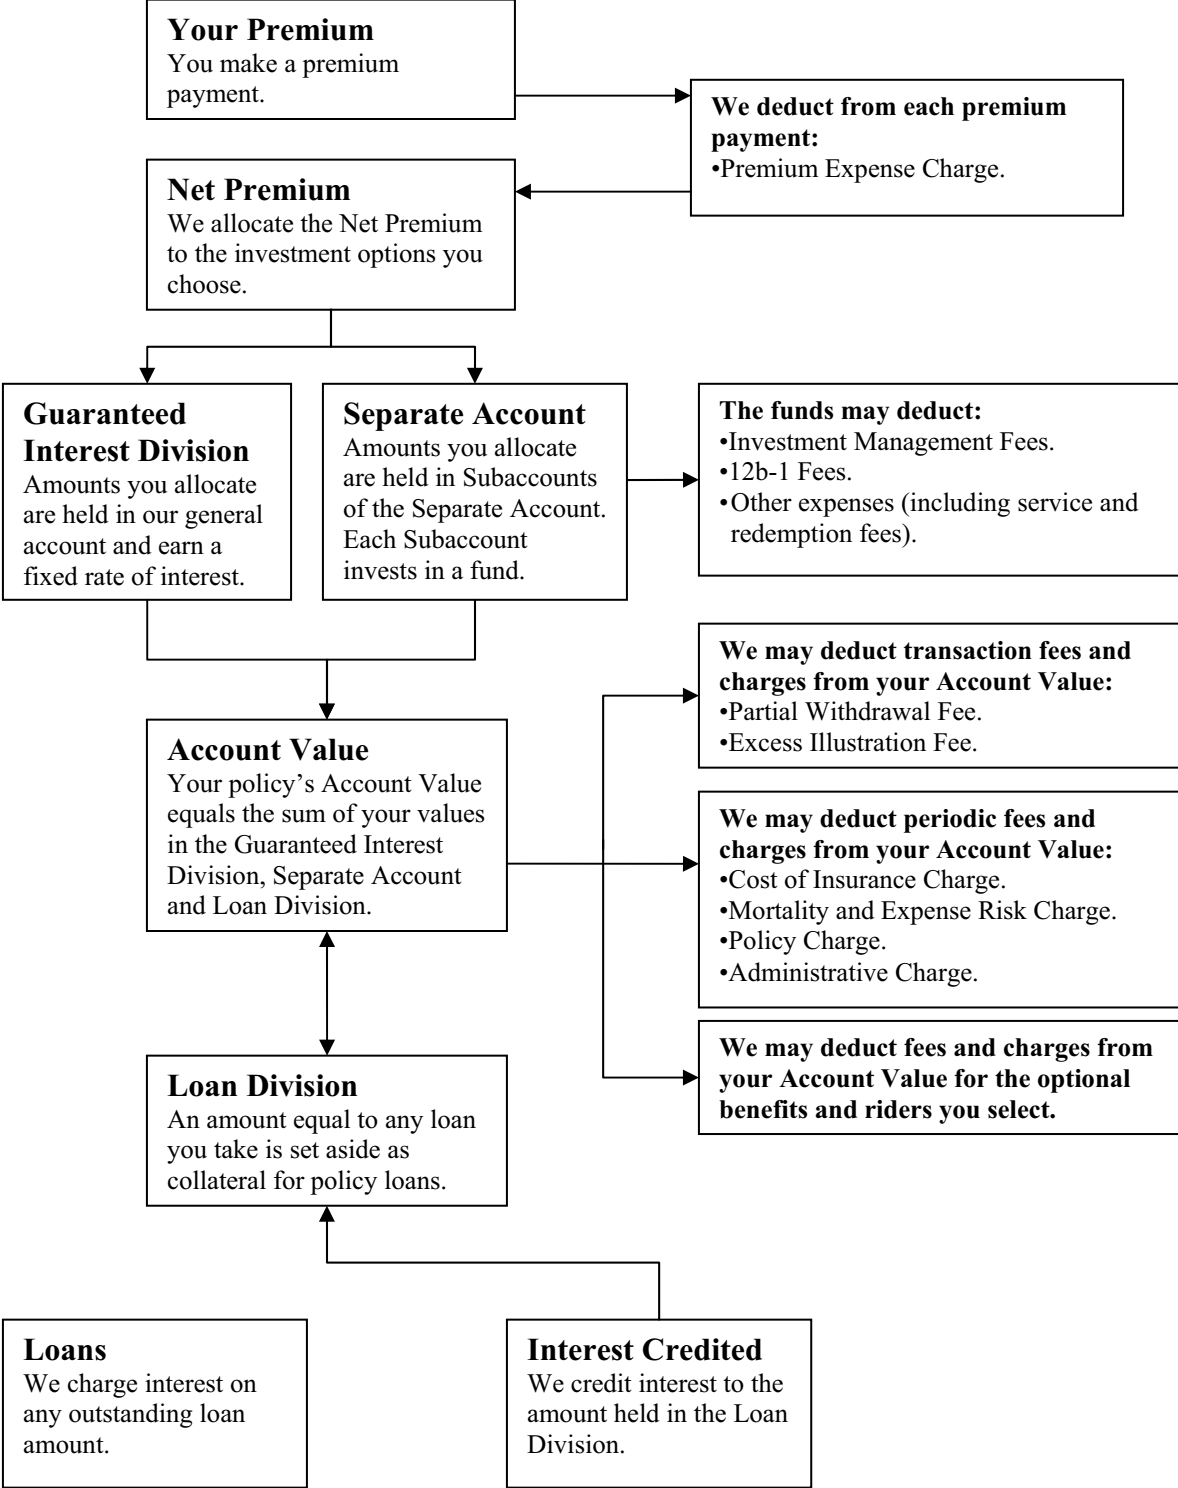 Your Premium
You make a premium
payment.
We deduct from each premium
payment:
•Premium Expense Charge.
Net Premium
We allocate the Net Premium
to the investment options you
choose.
Guaranteed
Interest Division
Amounts you allocate
are held in our general
account and earn a
fixed rate of interest.
Separate Account
Amounts you allocate
are held in Subaccounts
of the Separate Account.
Each Subaccount
invests in a fund.
The funds may deduct:
•Investment Management Fees.
•12b-1 Fees.
•Other expenses (including service and
redemption fees).
We may deduct transaction fees and
charges from your Account Value:
•Partial Withdrawal Fee.
•Excess Illustration Fee.
Account Value
Your policy’s Account Value
equals the sum of your values
in the Guaranteed Interest
Division, Separate Account
and Loan Division.
We may deduct periodic fees and
charges from your Account Value:
•Cost of Insurance Charge.
•Mortality and Expense Risk Charge.
•Policy Charge.
•Administrative Charge.
We may deduct fees and charges from
your Account Value for the optional
benefits and riders you select.
Loan Division
An amount equal to any loan
you take is set aside as
collateral for policy loans.
Loans
We charge interest on
any outstanding loan
amount.
Interest Credited
We credit interest to the
amount held in the Loan
Division.